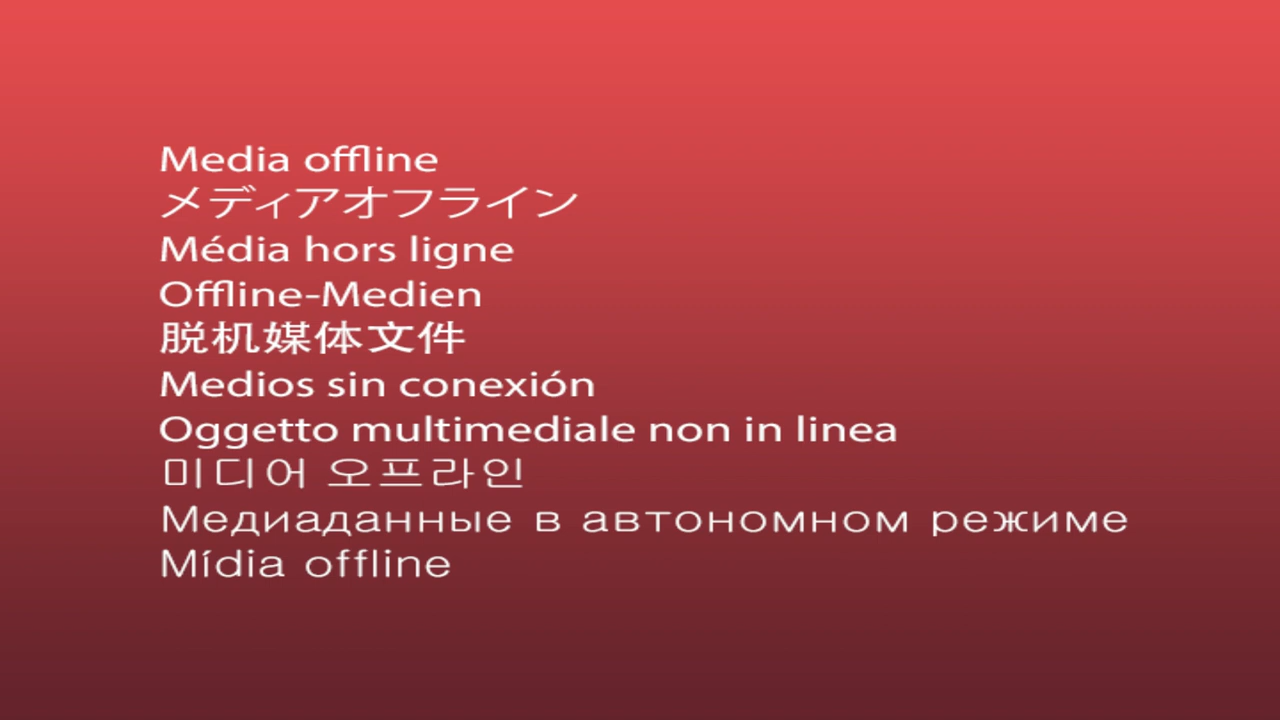 Media offline
メディアオフライン
Média hors ligne
Offline-Medien
脱机媒体文件
Medios sin conexión
Oggetto multimediale non in linea
미디어 오프라인
Медиаданные в автономном режиме
Mídia offline